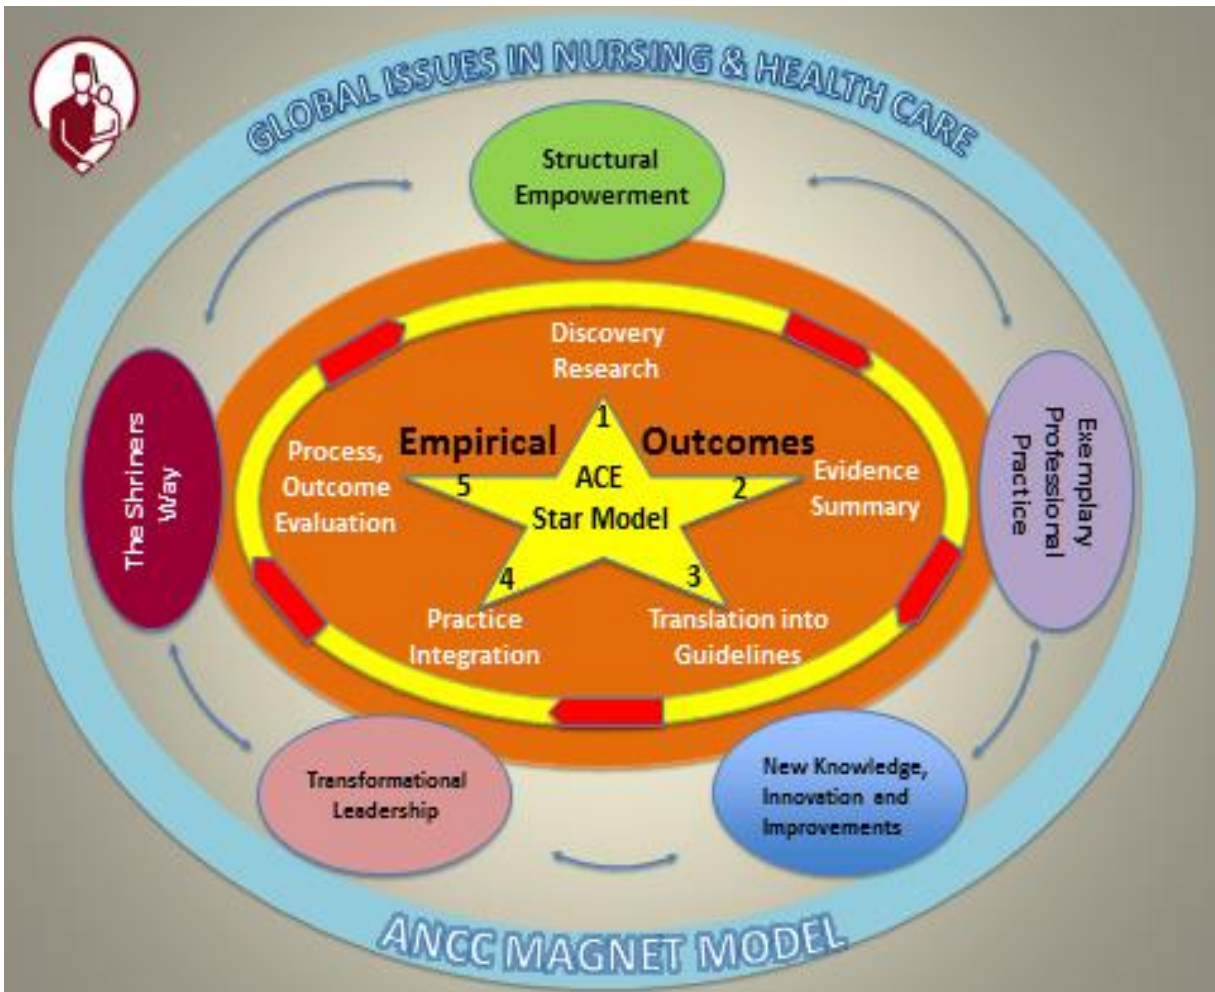 GLOBAL ISSUES IN NURSING & HEALTH CARE
Structural
Empowerment
Discovery
Research
Empirical Outcomes
1
ACE
Star Model
2
3
4
5
Process,
Outcome
Evaluation
Evidence
Summary
Practice
Integration
Translation into
Guidelines
The Shriners
Way
Exemplary
Professional
Practice
Transformational
Leadership
New Knowledge,
Innovation and
Improvements
ANCC MAGNET MODEL